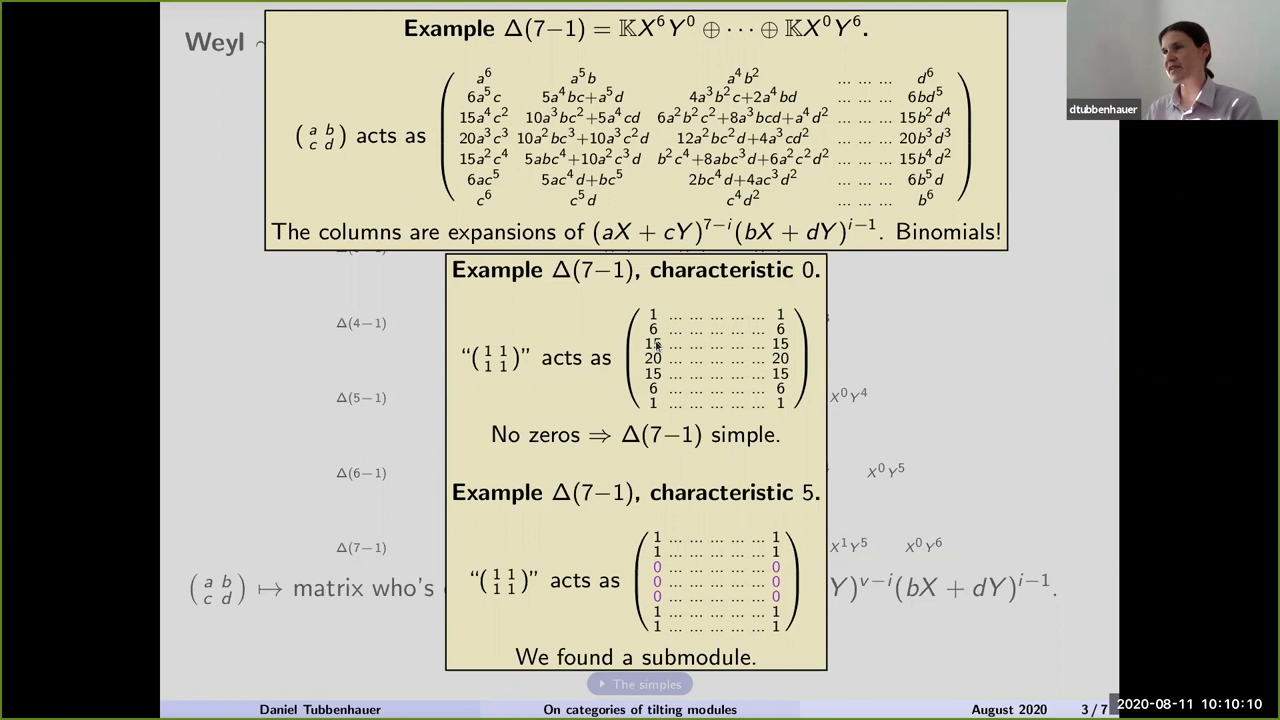 Weyl ~
Example Δ(7−1) = 𝕂X⁶Y⁰ ⊕ ⋯ ⊕ 𝕂X⁰Y⁶.
a⁶ a⁵b a⁴b² ... ... ... d⁶
6a⁵c 5a⁴bc+a⁵d 4a³b²c+2a⁴bd ... ... ... 6bd⁵
15a⁴c² 10a³bc²+5a⁴cd 6a²b²c²+8a³bcd+a⁴d² ... ... ... 15b²d⁴
(a b c d) acts as 20a³c³ 10a²bc³+10a³c²d 12a²bc²d+4a³cd² ... ... ... 20b³d³
15a²c⁴ 5abc⁴+10a²c³d b²c⁴+8abc³d+6a²c²d² ... ... ... 15b⁴d²
6ac⁵ 5ac⁴d+bc⁵ 2bc⁴d+4ac³d² ... ... ... 6b⁵d
c⁶ c⁵d c⁴d² ... ... ... b⁶
The columns are expansions of (aX + cY)⁷⁻ⁱ(bX + dY)ⁱ⁻¹. Binomials!
dtubbenhauer
Example Δ(7−1), characteristic 0.
1 ... ... ... ... ... 1
6 ... ... ... ... ... 6
15 ... ... ... ... ... 15
“(1 1 1 1)” acts as 20 ... ... ... ... ... 20
15 ... ... ... ... ... 15
6 ... ... ... ... ... 6
1 ... ... ... ... ... 1
No zeros ⇒ Δ(7−1) simple.
Example Δ(7−1), characteristic 5.
1 ... ... ... ... ... 1
1 ... ... ... ... ... 1
0 ... ... ... ... ... 0
“(1 1 1 1)” acts as 0 ... ... ... ... ... 0
0 ... ... ... ... ... 0
1 ... ... ... ... ... 1
1 ... ... ... ... ... 1
We found a submodule.
Δ(4−1)
Δ(5−1) X⁰Y⁴
Δ(6−1) X⁰Y⁵
Δ(7−1) X¹Y⁵ X⁰Y⁶
(a b c d) ↦ matrix who's Y)ᵛ⁻ⁱ(bX + dY)ⁱ⁻¹.
The simples
Daniel Tubbenhauer On categories of tilting modules August 2020 3 / 7
2020-08-11 10:10:10